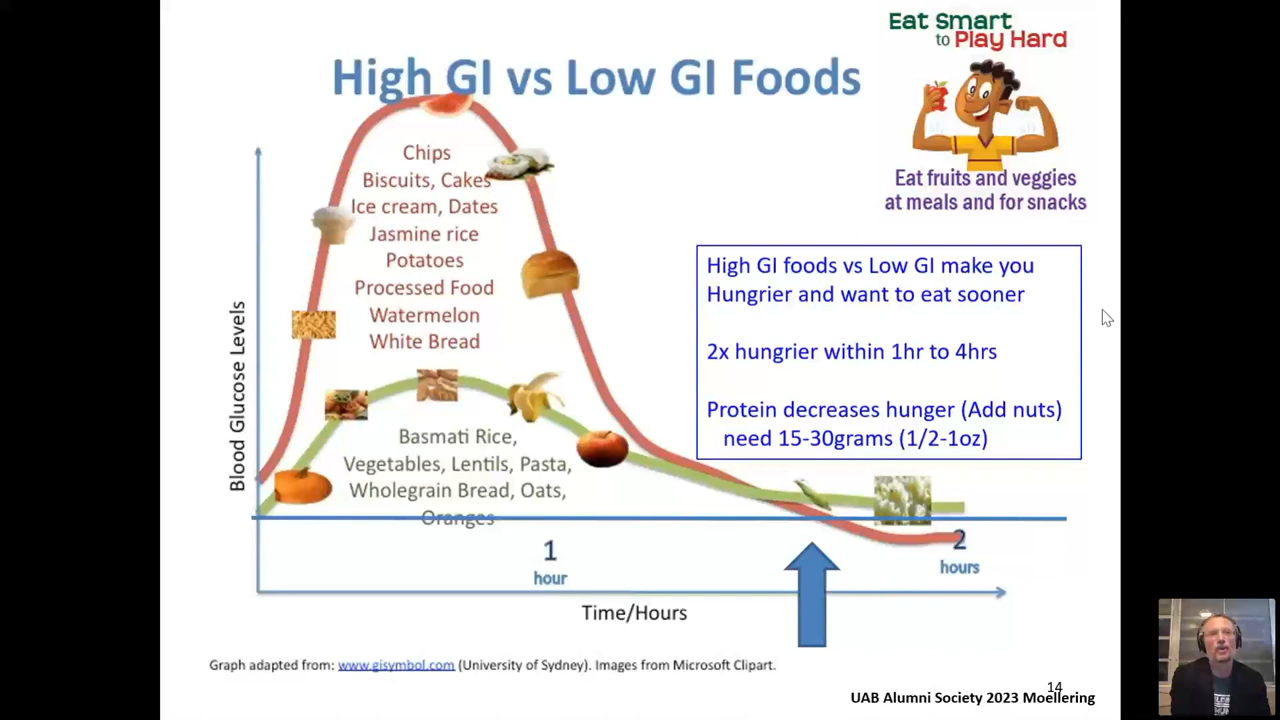 Eat Smart
to Play Hard
High GI vs Low GI Foods
Eat fruits and veggies
at meals and for snacks
Chips
Biscuits, Cakes
Ice cream, Dates
Jasmine rice
Potatoes
Processed Food
Watermelon
White Bread
High GI foods vs Low GI make you
Hungrier and want to eat sooner
2x hungrier within 1hr to 4hrs
Protein decreases hunger (Add nuts)
need 15-30grams (1/2-1oz)
Blood Glucose Levels
Basmati Rice,
Vegetables, Lentils, Pasta,
Wholegrain Bread, Oats,
Oranges
1
hour
2
hours
Time/Hours
Graph adapted from: www.gisymbol.com (University of Sydney). Images from Microsoft Clipart.
14
UAB Alumni Society 2023 Moellering